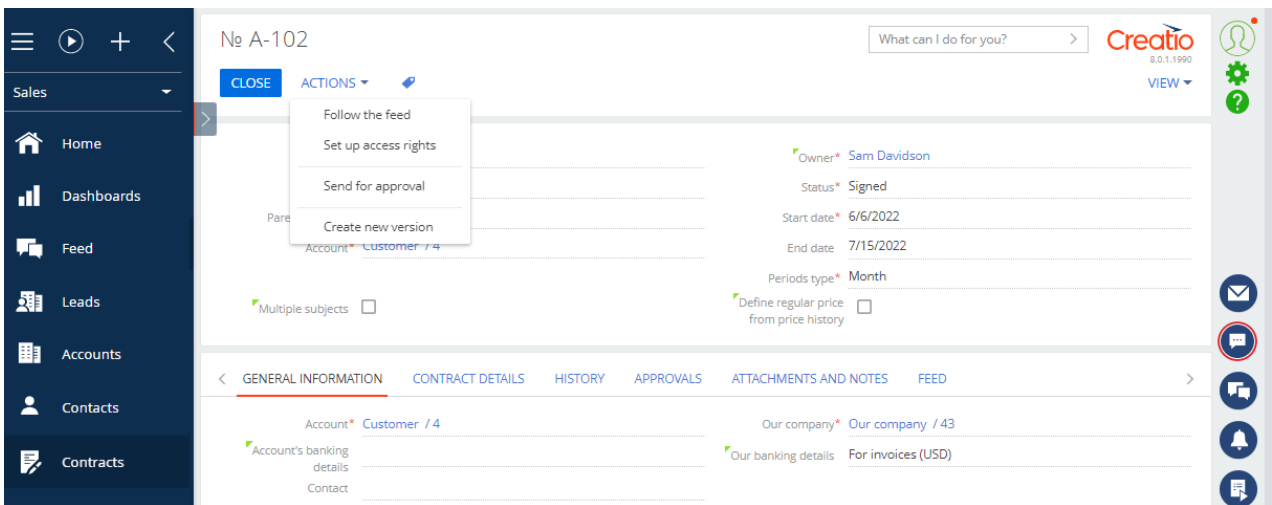 № A-102
What can I do for you?
Creatio
8.0.1.1990
CLOSE
ACTIONS
VIEW
Sales
Home
Dashboards
Feed
Leads
Accounts
Contacts
Contracts
Follow the feed
Set up access rights
Send for approval
Create new version
Pare
Account* Customer / 4
Multiple subjects
Owner* Sam Davidson
Status* Signed
Start date* 6/6/2022
End date 7/15/2022
Periods type* Month
Define regular price
from price history
GENERAL INFORMATION CONTRACT DETAILS HISTORY APPROVALS ATTACHMENTS AND NOTES FEED
Account* Customer / 4
Account's banking
details
Contact
Our company* Our company / 43
Our banking details For invoices (USD)